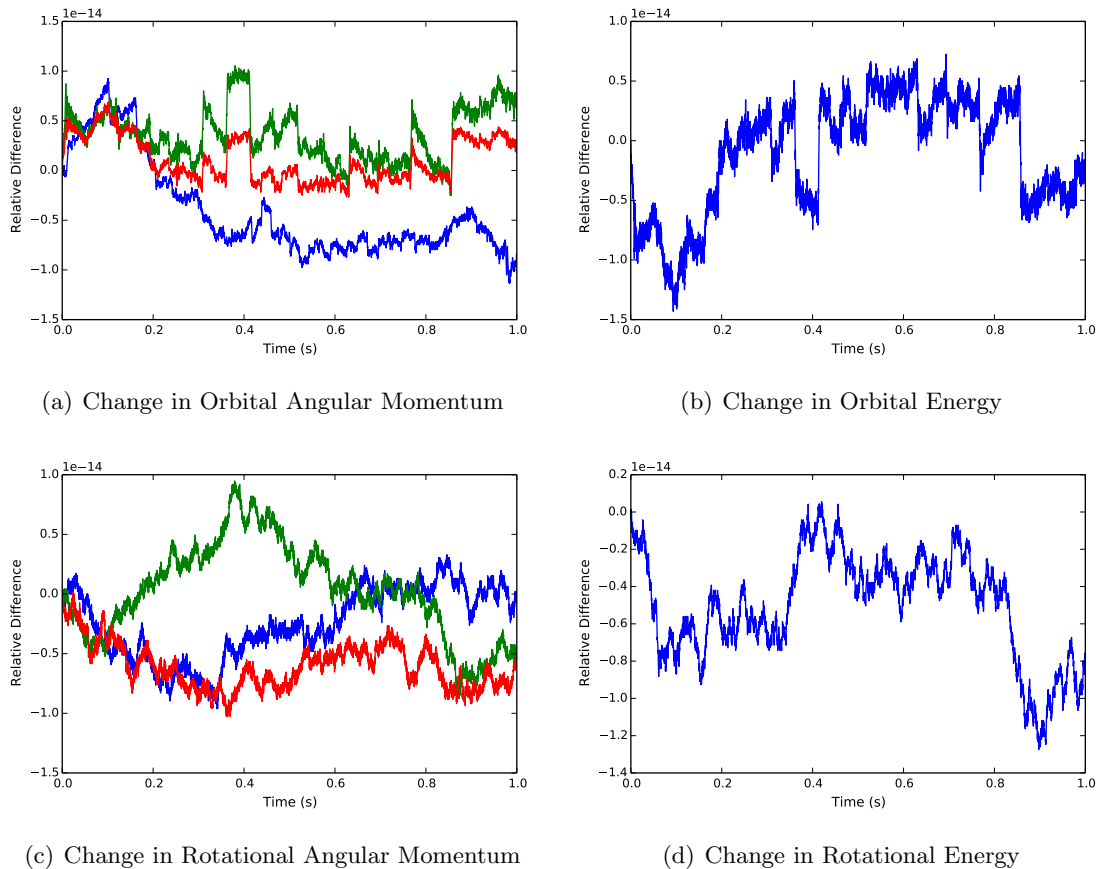 1e−14
1.5
1.0
0.5
0.0
−0.5
−1.0
−1.5
Relative Difference
0.0 0.2 0.4 0.6 0.8 1.0
Time (s)
(a) Change in Orbital Angular Momentum
1e−14
1.0
0.5
0.0
−0.5
−1.0
−1.5
Relative Difference
0.0 0.2 0.4 0.6 0.8 1.0
Time (s)
(b) Change in Orbital Energy
1e−14
1.0
0.5
0.0
−0.5
−1.0
−1.5
Relative Difference
0.0 0.2 0.4 0.6 0.8 1.0
Time (s)
(c) Change in Rotational Angular Momentum
1e−14
0.2
0.0
−0.2
−0.4
−0.6
−0.8
−1.0
−1.2
−1.4
Relative Difference
0.0 0.2 0.4 0.6 0.8 1.0
Time (s)
(d) Change in Rotational Energy